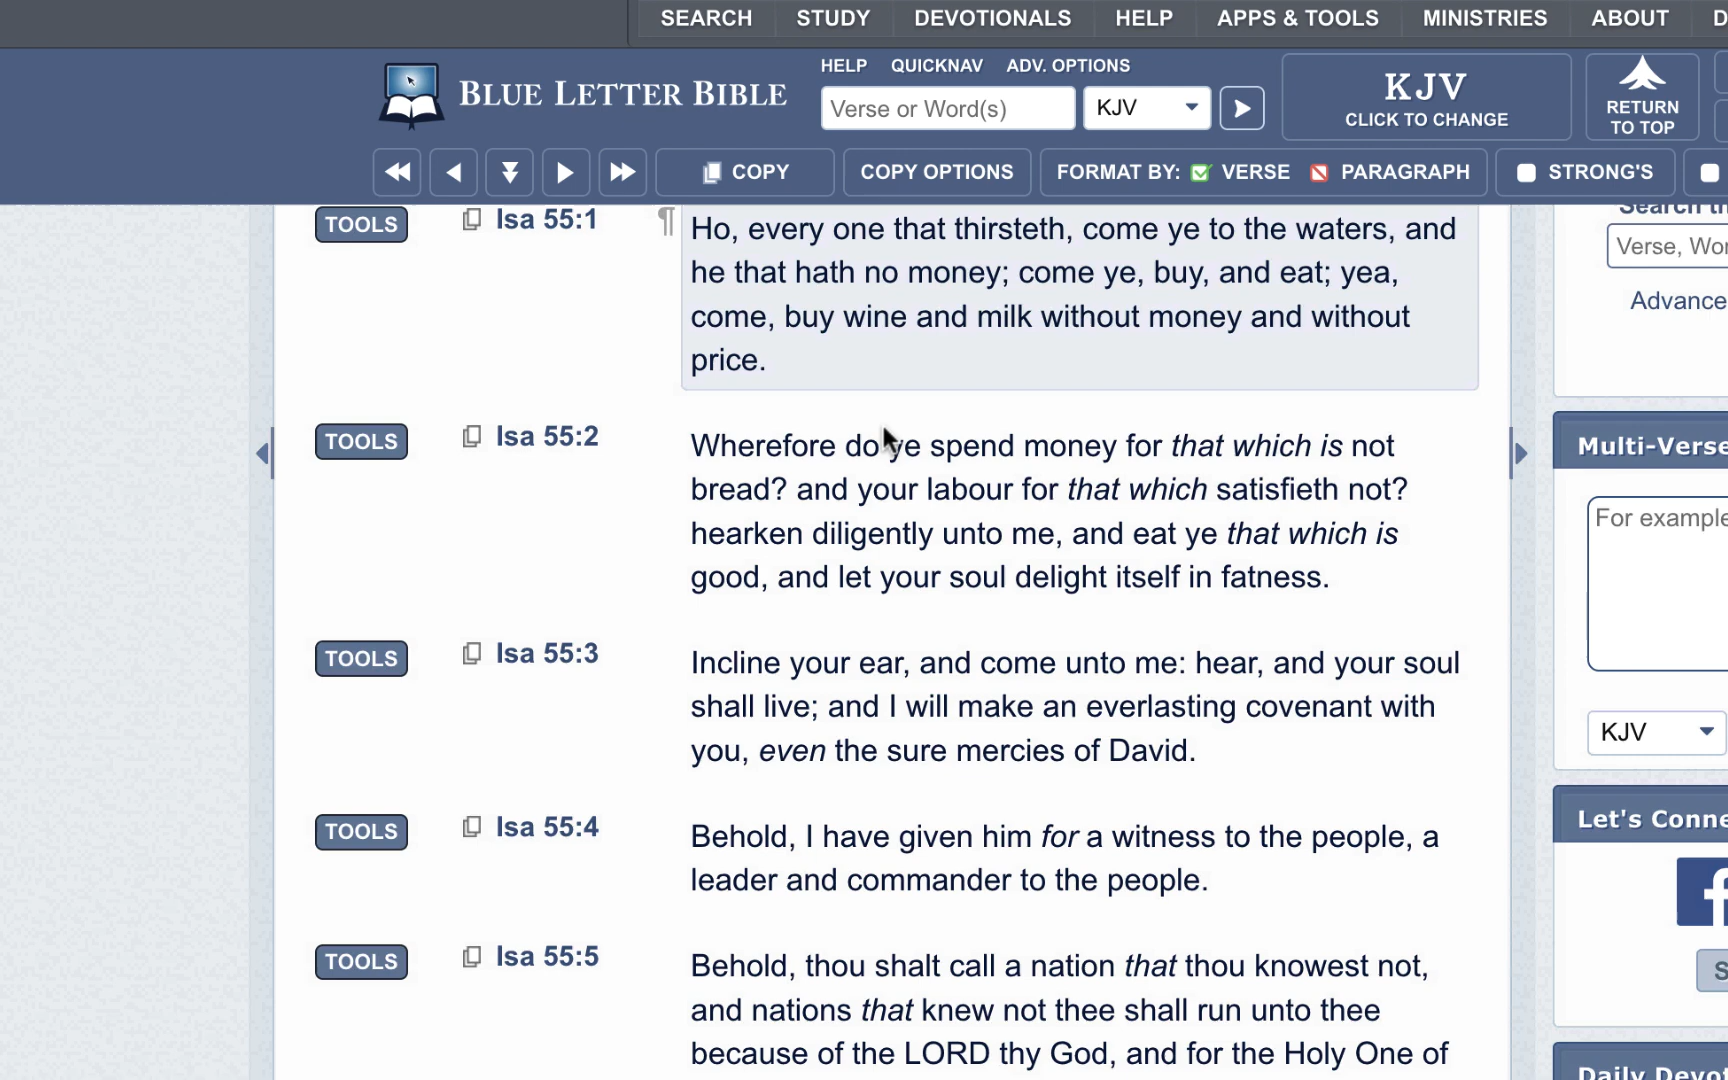 SEARCH STUDY DEVOTIONALS HELP APPS & TOOLS MINISTRIES ABOUT
BLUE LETTER BIBLE
HELP QUICKNAV ADV. OPTIONS
Verse or Word(s) KJV
KJV
CLICK TO CHANGE
RETURN
TO TOP
COPY COPY OPTIONS FORMAT BY: VERSE PARAGRAPH STRONG'S
TOOLS Isa 55:1 ¶ Ho, every one that thirsteth, come ye to the waters, and
he that hath no money; come ye, buy, and eat; yea,
come, buy wine and milk without money and without
price.
TOOLS Isa 55:2 Wherefore do ye spend money for that which is not
bread? and your labour for that which satisfieth not?
hearken diligently unto me, and eat ye that which is
good, and let your soul delight itself in fatness.
TOOLS Isa 55:3 Incline your ear, and come unto me: hear, and your soul
shall live; and I will make an everlasting covenant with
you, even the sure mercies of David.
TOOLS Isa 55:4 Behold, I have given him for a witness to the people, a
leader and commander to the people.
TOOLS Isa 55:5 Behold, thou shalt call a nation that thou knowest not,
and nations that knew not thee shall run unto thee
because of the LORD thy God, and for the Holy One of
Search th
Verse, Wor
Advance
Multi-Verse
For example
KJV
Let's Conne
f
S
Daily Devo